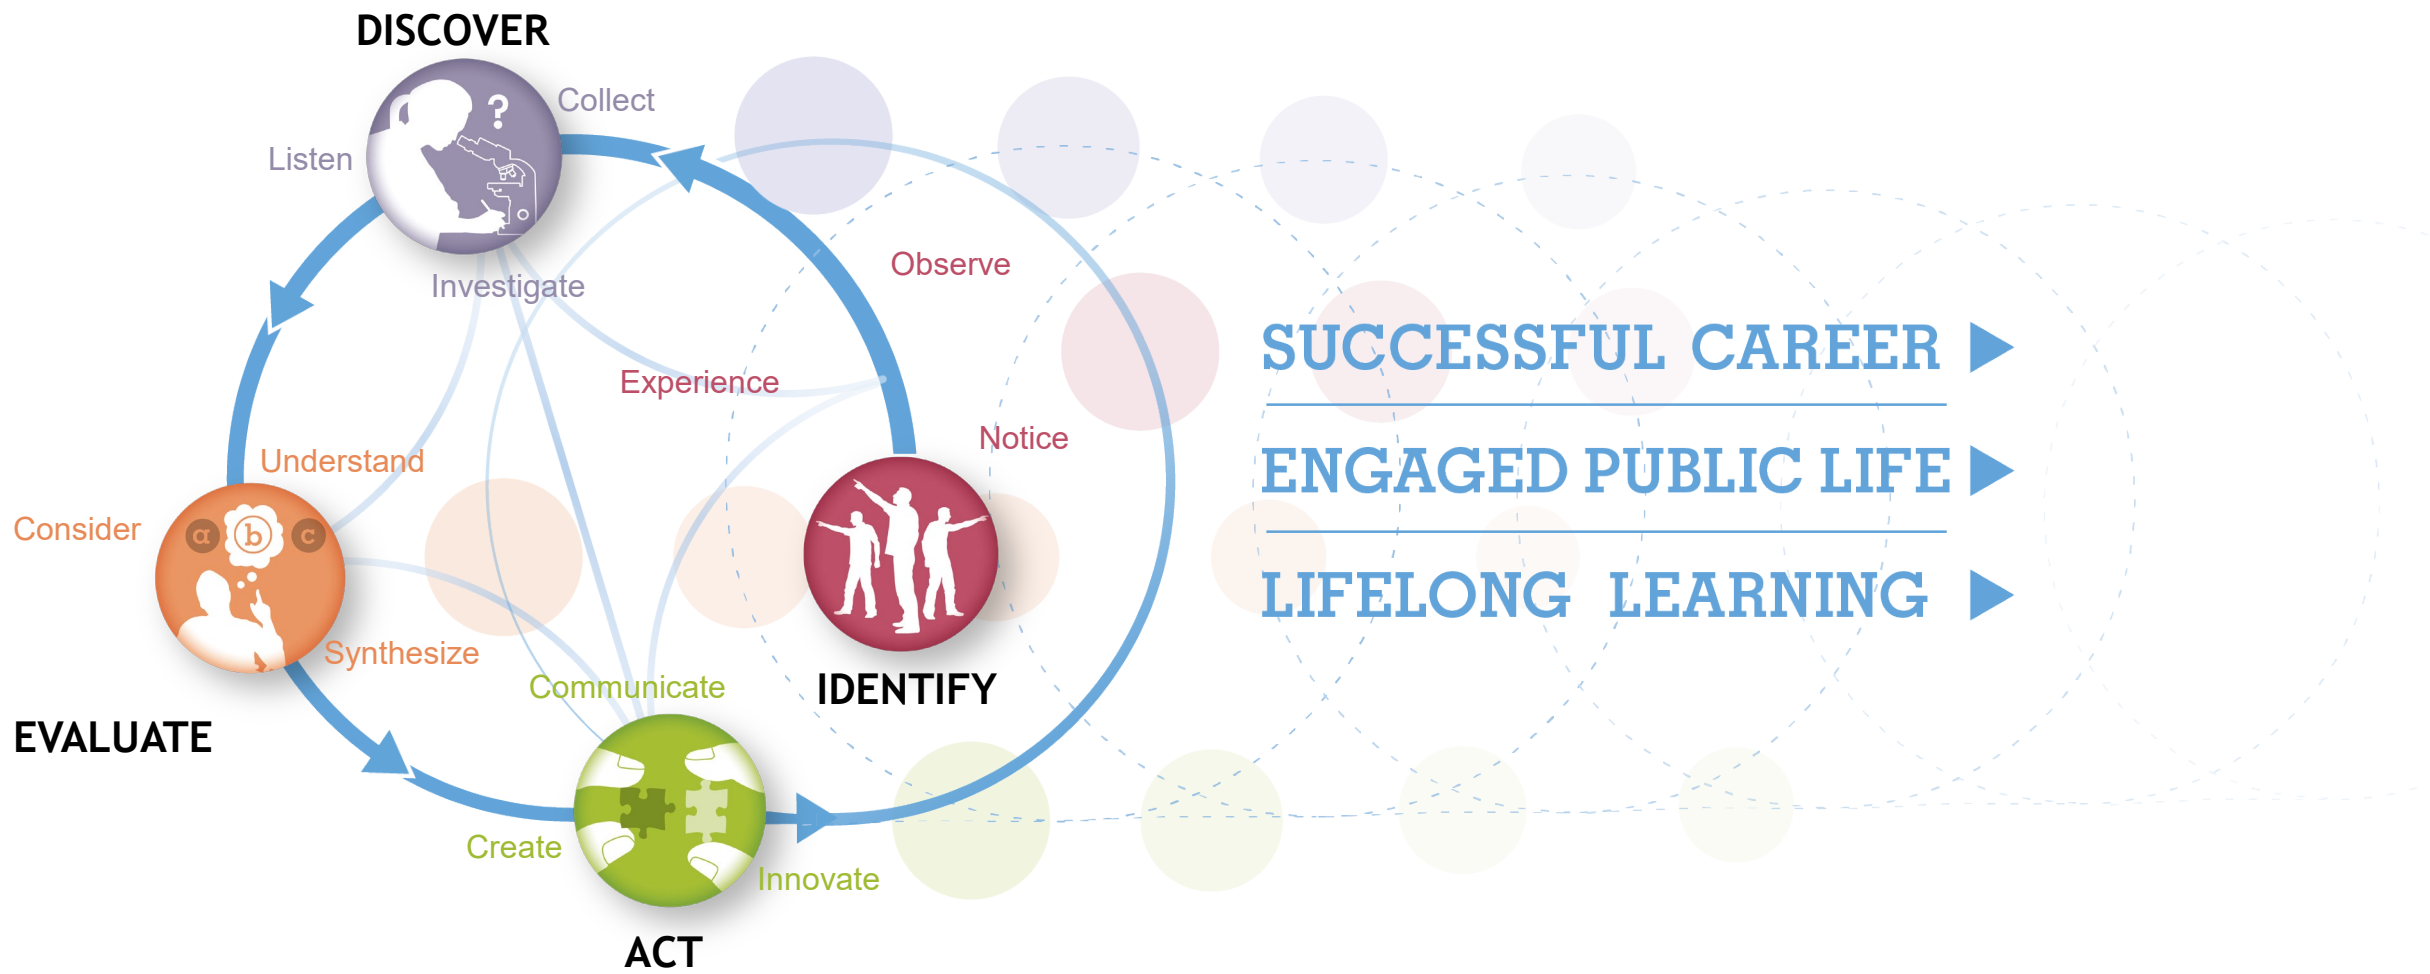 DISCOVER
Collect
Listen
Investigate
?
Observe
Experience
Notice
IDENTIFY
Understand
Consider
a b c
Synthesize
EVALUATE
Communicate
Create
Innovate
ACT
SUCCESSFUL CAREER
ENGAGED PUBLIC LIFE
LIFELONG LEARNING